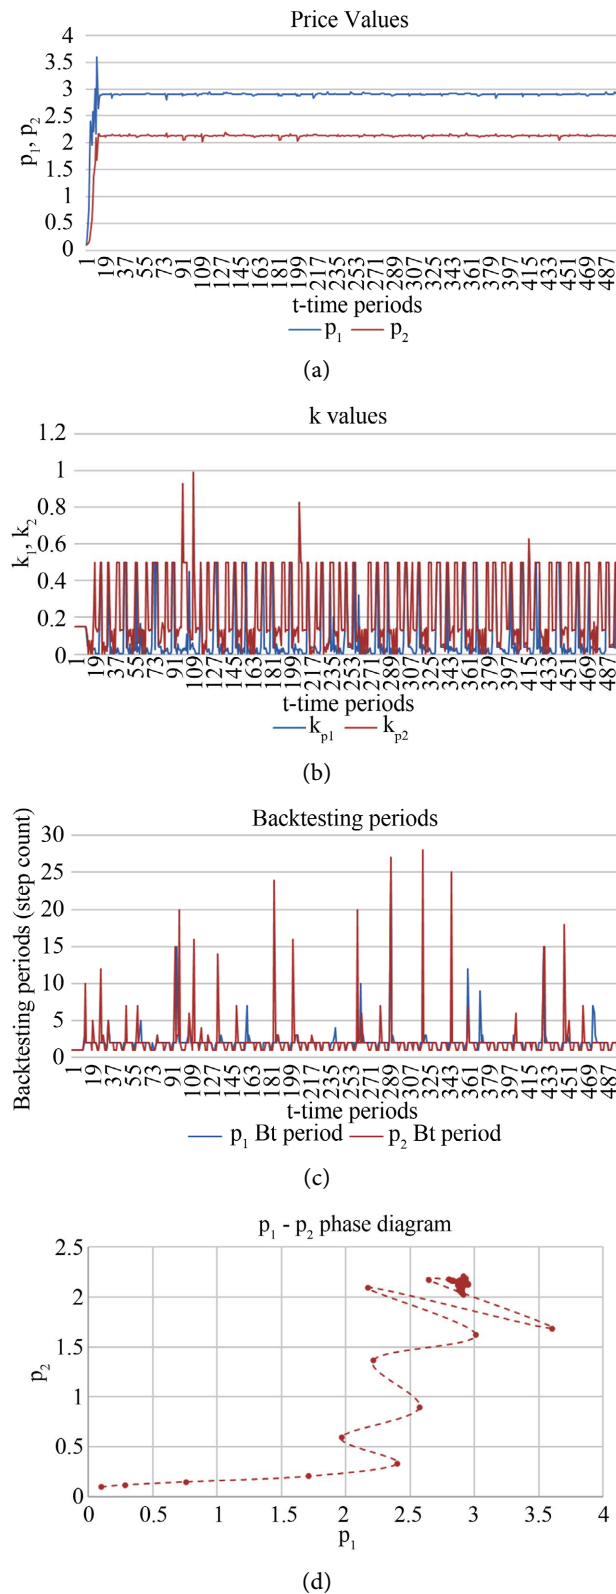 Price Values
4
3.5
3
2.5
2
1.5
1
0.5
0
p1, p2
1 19 37 55 73 91 109 127 145 163 181 199 217 235 253 271 289 307 325 343 361 379 397 415 433 451 469 487
t-time periods
p1 p2
(a)
k values
1.2
1
0.8
0.6
0.4
0.2
0
k1, k2
1 19 37 55 73 91 109 127 145 163 181 199 217 235 253 271 289 307 325 343 361 379 397 415 433 451 469 487
t-time periods
kp1 kp2
(b)
Backtesting periods
30
25
20
15
10
5
0
Backtesting periods (step count)
1 19 37 55 73 91 109 127 145 163 181 199 217 235 253 271 289 307 325 343 361 379 397 415 433 451 469 487
t-time periods
p1 Bt period p2 Bt period
(c)
p1 - p2 phase diagram
2.5
2
1.5
1
0.5
0
p2
0 0.5 1 1.5 2 2.5 3 3.5 4
p1
(d)